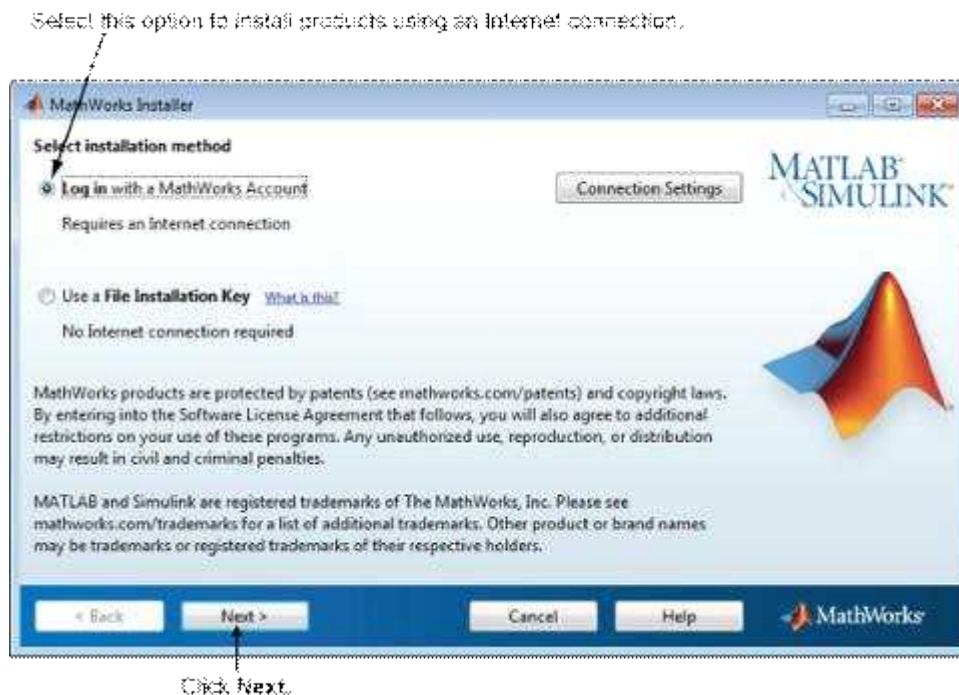 Select this option to install products using an Internet connection.
MathWorks Installer
Select installation method
Log in with a MathWorks Account
Connection Settings
MATLAB
&SIMULINK
Requires an Internet connection
Use a File Installation Key What is this?
No Internet connection required
MathWorks products are protected by patents (see mathworks.com/patents) and copyright laws.
By entering into the Software License Agreement that follows, you will also agree to additional
restrictions on your use of these programs. Any unauthorized use, reproduction, or distribution
may result in civil and criminal penalties.
MATLAB and Simulink are registered trademarks of The MathWorks, Inc. Please see
mathworks.com/trademarks for a list of additional trademarks. Other product or brand names
may be trademarks or registered trademarks of their respective holders.
< Back
Next >
Cancel
Help
MathWorks
Click Next.